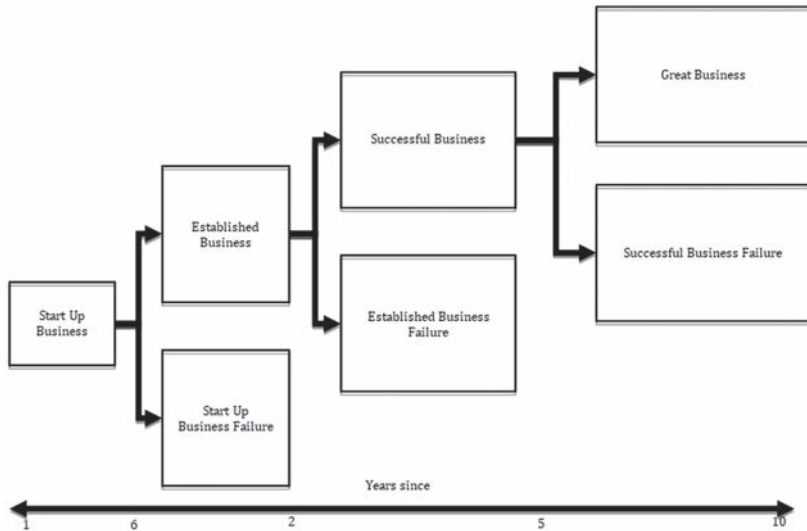 Great Business
Successful Business
Established
Business
Successful Business Failure
Start Up
Business
Established Business
Failure
Start Up
Business Failure
Years since
1 6 2 5 10